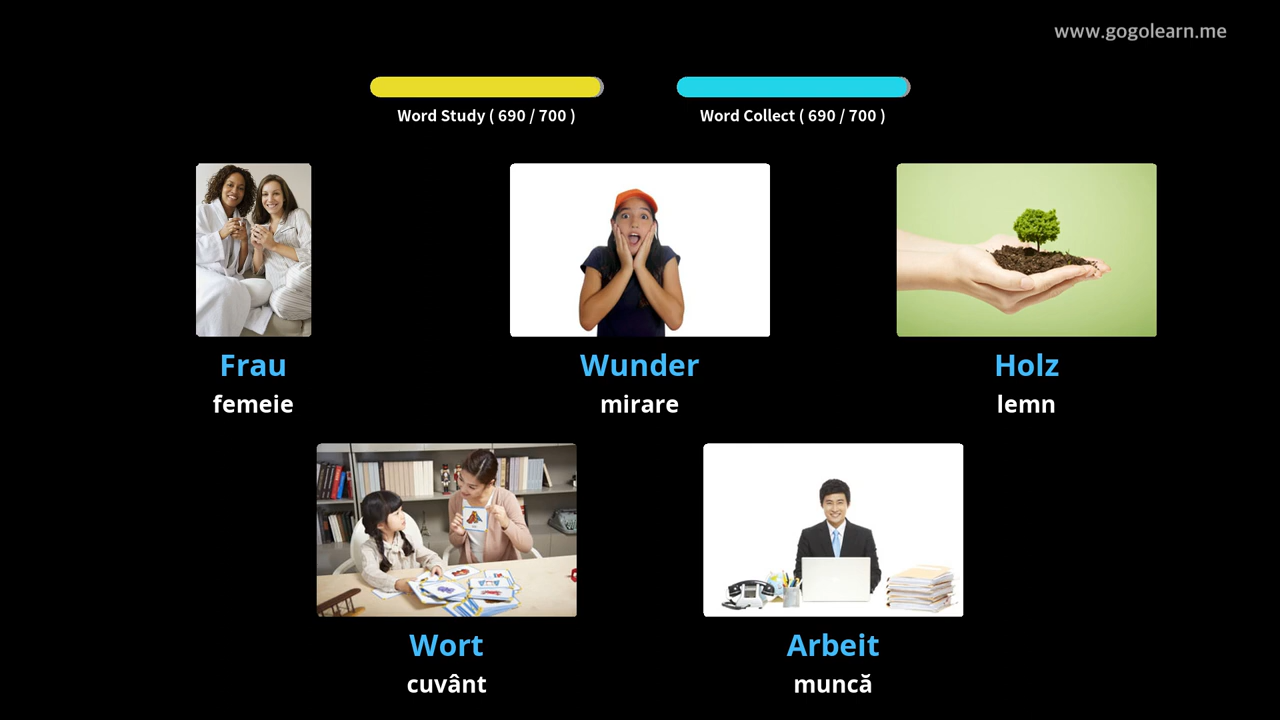 www.gogolearn.me
Word Study ( 690 / 700 )
Word Collect ( 690 / 700 )
Frau
femeie
Wunder
mirare
Holz
lemn
Wort
cuvânt
Arbeit
muncă